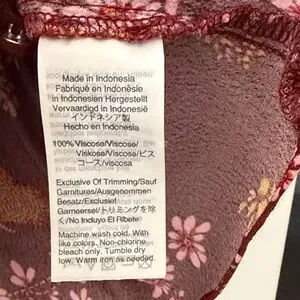 Made in Indonesia
Fabriqué en Indonésie
In Indonesien Hergestellt
Vervaardigd in Indonesië
インドネシア製
Hecho en Indonesia
100% Viscose/Viscose/
Viskose/Viscose/ビス
コース/viscosa
Exclusive Of Trimming/Sauf
Garnitures/Ausgenomen
Besatz/Exclusief
Garneersel/トリミングを除
く/No Incluye El Ribete
Machine wash cold. With
like colors. Non-chlorine
bleach only. Tumble dry
low. Warm iron as needed.